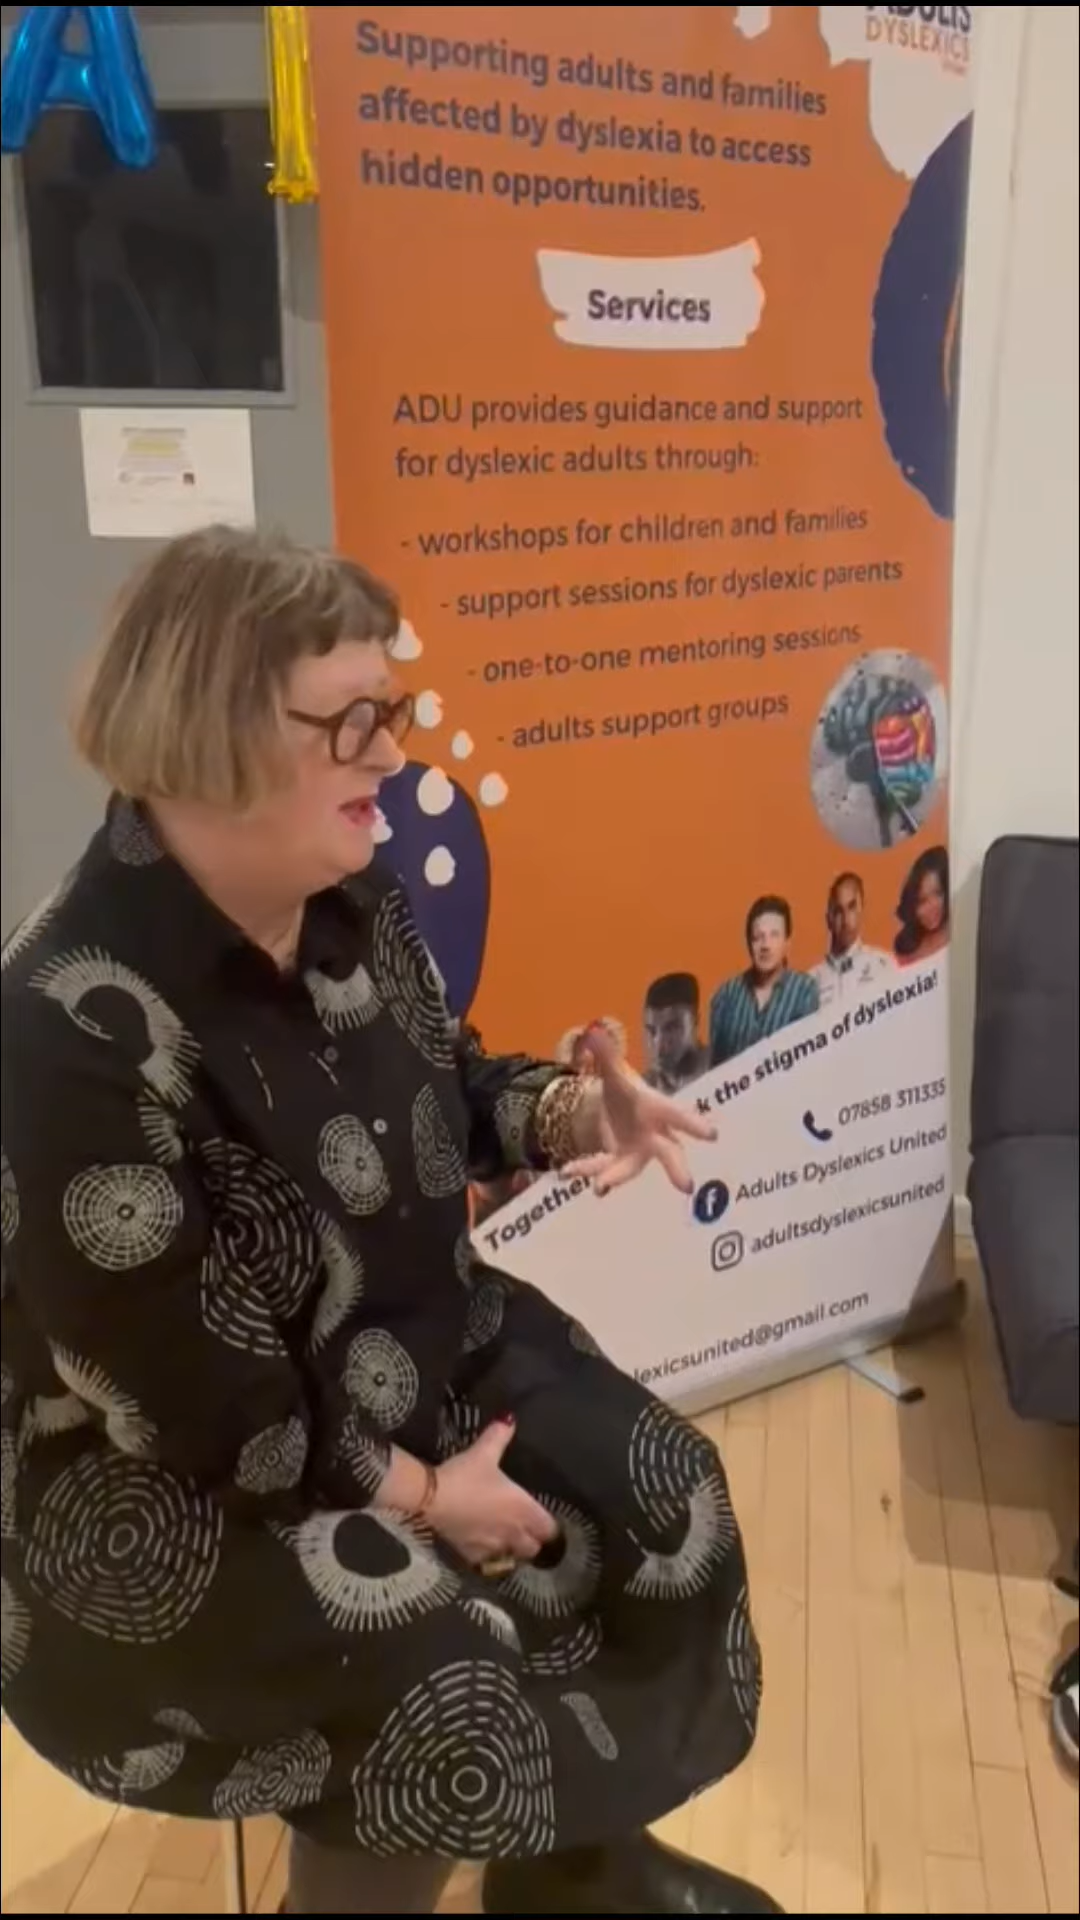 A
ADULTS
DYSLEXICS
Supporting adults and families
affected by dyslexia to access
hidden opportunities.
Services
ADU provides guidance and support
for dyslexic adults through:
- workshops for children and families
- support sessions for dyslexic parents
- one-to-one mentoring sessions
- adults support groups
Together k the stigma of dyslexia!
07858 311335
f Adults Dyslexics United
adultsdyslexicsunited
lexicsunited@gmail.com